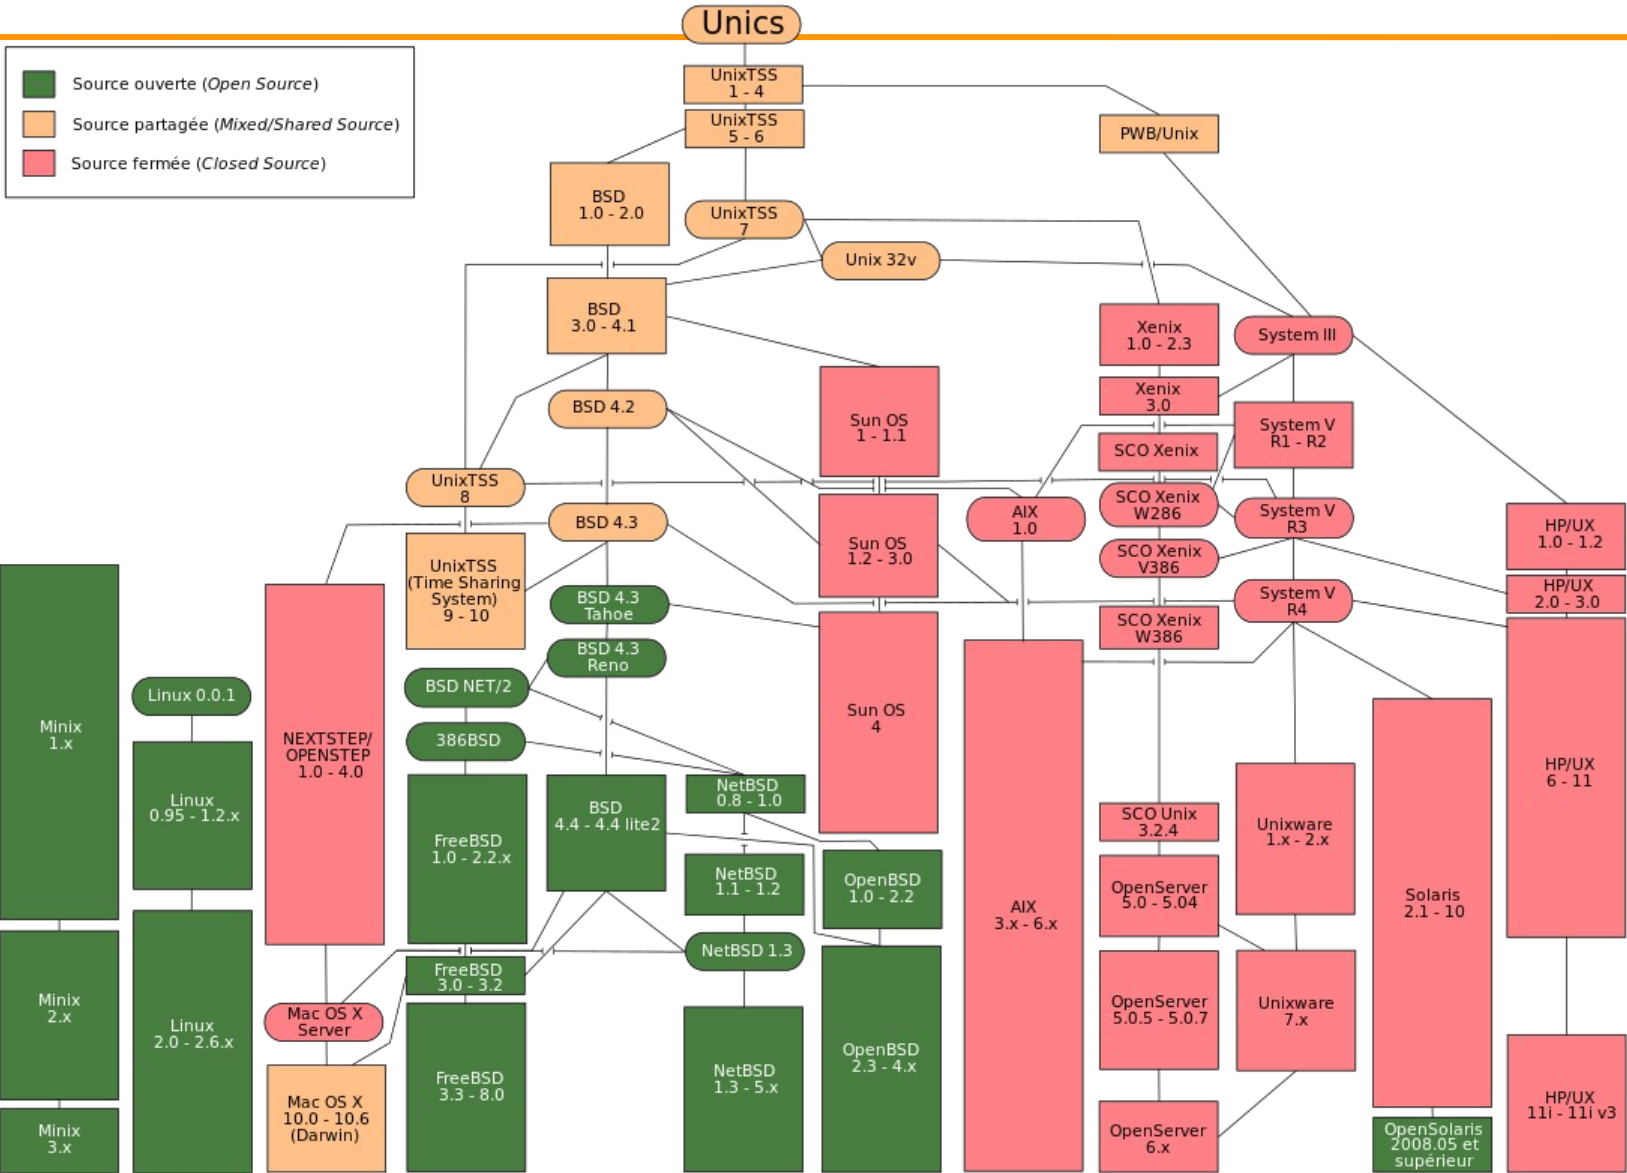 Unics
Source ouverte (Open Source)
Source partagée (Mixed/Shared Source)
Source fermée (Closed Source)
UnixTSS
1 - 4
UnixTSS
5 - 6
PWB/Unix
BSD
1.0 - 2.0
UnixTSS
7
Unix 32v
BSD
3.0 - 4.1
Xenix
1.0 - 2.3
System III
Xenix
3.0
BSD 4.2
Sun OS
1 - 1.1
System V
R1 - R2
SCO Xenix
UnixTSS
8
SCO Xenix
W286
BSD 4.3
AIX
1.0
System V
R3
HP/UX
1.0 - 1.2
Sun OS
1.2 - 3.0
SCO Xenix
V386
UnixTSS
(Time Sharing
System)
9 - 10
HP/UX
2.0 - 3.0
BSD 4.3
Tahoe
System V
R4
SCO Xenix
W386
BSD 4.3
Reno
BSD NET/2
Linux 0.0.1
Minix
1.x
Sun OS
4
386BSD
NEXTSTEP/
OPENSTEP
1.0 - 4.0
HP/UX
6 - 11
NetBSD
0.8 - 1.0
Linux
0.95 - 1.2.x
BSD
4.4 - 4.4 lite2
SCO Unix
3.2.4
Unixware
1.x - 2.x
FreeBSD
1.0 - 2.2.x
NetBSD
1.1 - 1.2
OpenBSD
1.0 - 2.2
OpenServer
5.0 - 5.04
Solaris
2.1 - 10
AIX
3.x - 6.x
NetBSD 1.3
FreeBSD
3.0 - 3.2
Minix
2.x
OpenServer
5.0.5 - 5.0.7
Unixware
7.x
Mac OS X
Server
Linux
2.0 - 2.6.x
OpenBSD
2.3 - 4.x
NetBSD
1.3 - 5.x
FreeBSD
3.3 - 8.0
Mac OS X
10.0 - 10.6
(Darwin)
HP/UX
11i - 11i v3
Minix
3.x
OpenServer
6.x
OpenSolaris
2008.05 et
supérieur